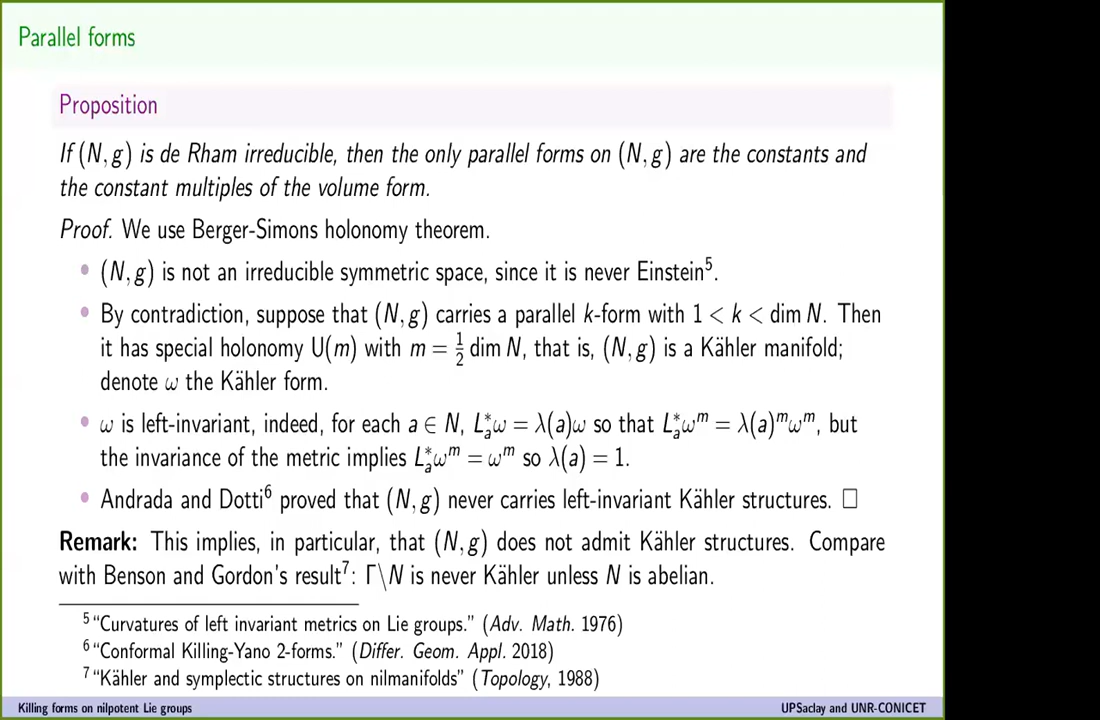 Parallel forms
Proposition
If (N, g) is de Rham irreducible, then the only parallel forms on (N, g) are the constants and
the constant multiples of the volume form.
Proof. We use Berger-Simons holonomy theorem.
• (N, g) is not an irreducible symmetric space, since it is never Einstein⁵.
• By contradiction, suppose that (N, g) carries a parallel k-form with 1 < k < dim N. Then
it has special holonomy U(m) with m = ½ dim N, that is, (N, g) is a Kähler manifold;
denote ω the Kähler form.
• ω is left-invariant, indeed, for each a ∈ N, L*ₐω = λ(a)ω so that L*ₐωᵐ = λ(a)ᵐωᵐ, but
the invariance of the metric implies L*ₐωᵐ = ωᵐ so λ(a) = 1.
• Andrada and Dotti⁶ proved that (N, g) never carries left-invariant Kähler structures. □
Remark: This implies, in particular, that (N, g) does not admit Kähler structures. Compare
with Benson and Gordon's result⁷: Γ\N is never Kähler unless N is abelian.
⁵ "Curvatures of left invariant metrics on Lie groups." (Adv. Math. 1976)
⁶ "Conformal Killing-Yano 2-forms." (Differ. Geom. Appl. 2018)
⁷ "Kähler and symplectic structures on nilmanifolds" (Topology, 1988)
Killing forms on nilpotent Lie groups UPSaclay and UNR-CONICET